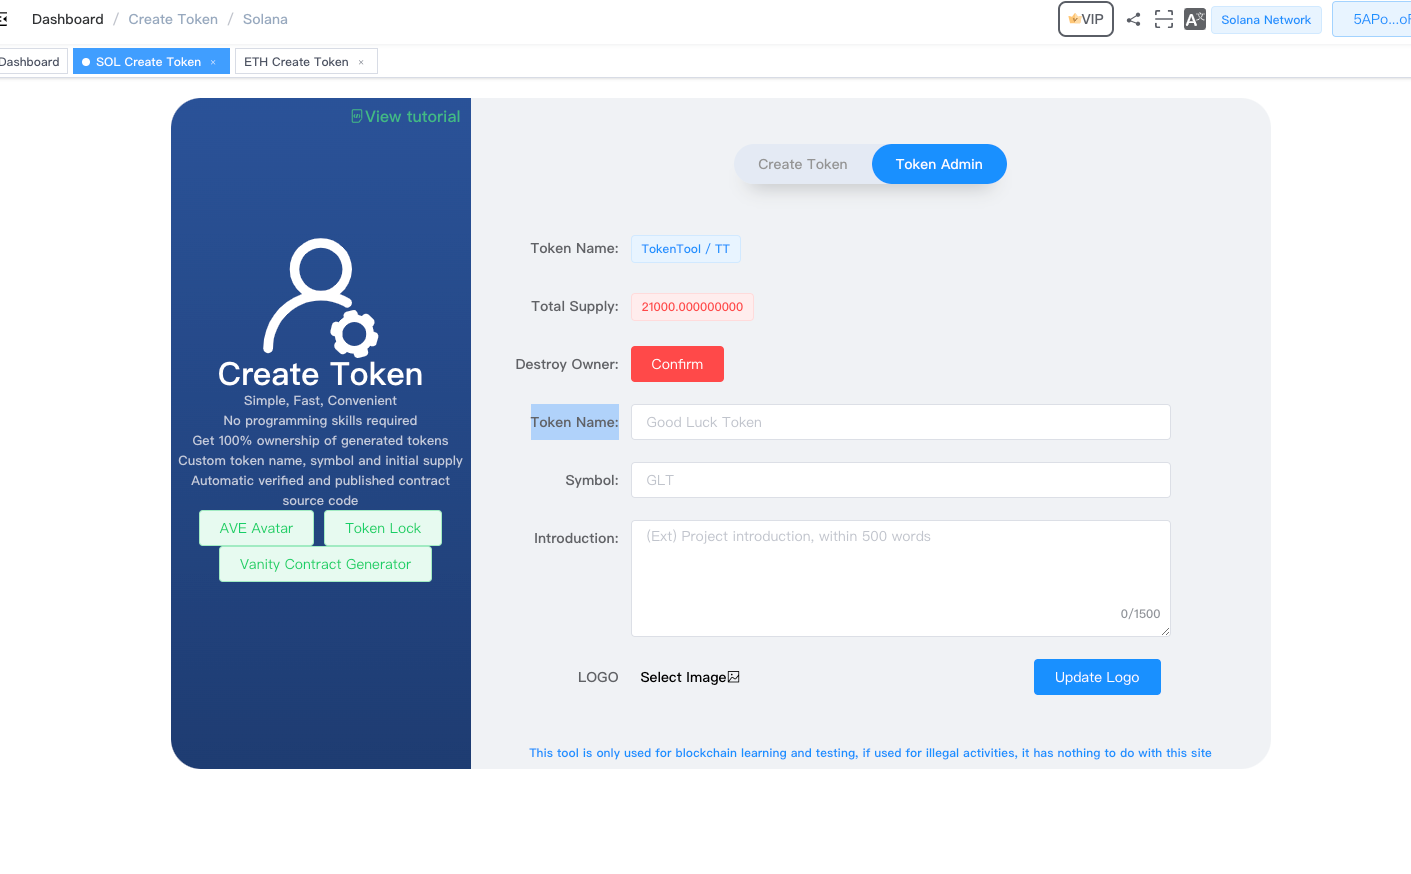 Dashboard / Create Token / Solana
VIP
A文
Solana Network
5APo...oF
Dashboard
SOL Create Token ×
ETH Create Token ×
View tutorial
Create Token
Simple, Fast, Convenient
No programming skills required
Get 100% ownership of generated tokens
Custom token name, symbol and initial supply
Automatic verified and published contract
source code
AVE Avatar
Token Lock
Vanity Contract Generator
Create Token
Token Admin
Token Name: TokenTool / TT
Total Supply: 21000.000000000
Destroy Owner: Confirm
Token Name: Good Luck Token
Symbol: GLT
Introduction: (Ext) Project introduction, within 500 words
0/1500
LOGO Select Image
Update Logo
This tool is only used for blockchain learning and testing, if used for illegal activities, it has nothing to do with this site